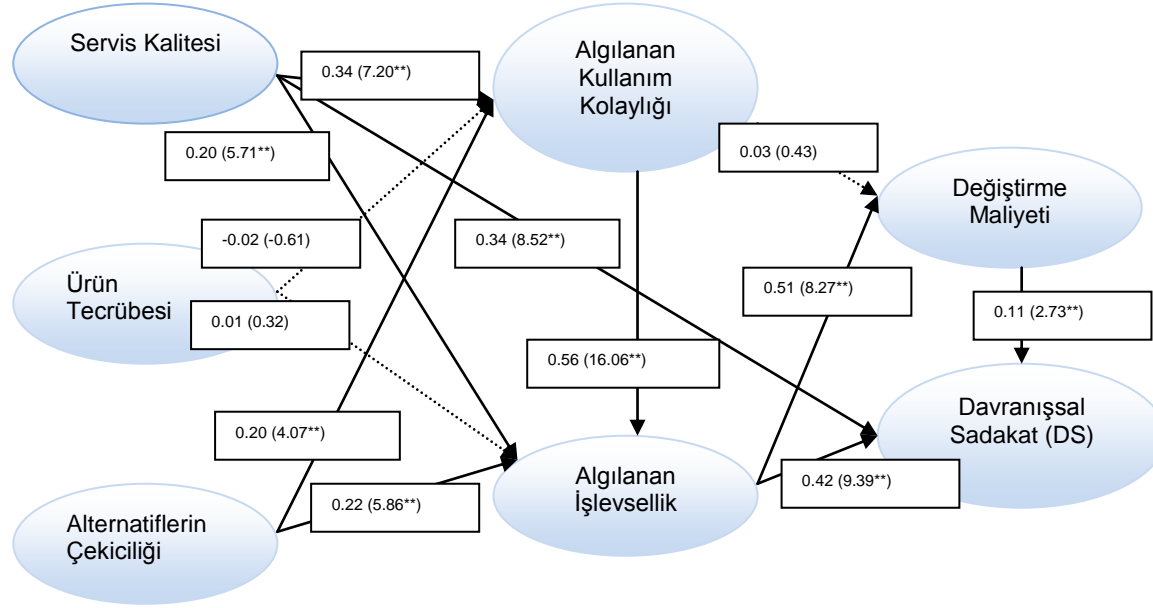 Servis Kalitesi
Algılanan
Kullanım
Kolaylığı
0.34 (7.20**)
0.20 (5.71**)
0.03 (0.43)
Değiştirme
Maliyeti
-0.02 (-0.61)
0.34 (8.52**)
Ürün
Tecrübesi
0.01 (0.32)
0.51 (8.27**)
0.11 (2.73**)
0.56 (16.06**)
Davranışsal
Sadakat (DS)
0.20 (4.07**)
Algılanan
İşlevsellik
0.42 (9.39**)
0.22 (5.86**)
Alternatiflerin
Çekiciliği